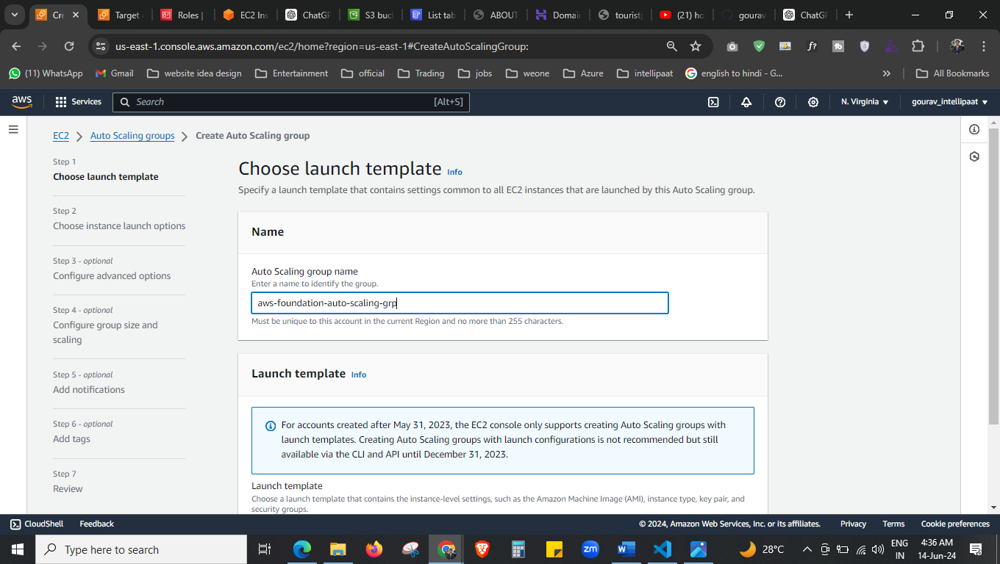 Cre
Target
Roles |
EC2 Ins
ChatGP
S3 buc
List tab
ABOUT
Domain
tourist
(21) ho
gourav
ChatGP
us-east-1.console.aws.amazon.com/ec2/home?region=us-east-1#CreateAutoScalingGroup:
(11) WhatsApp
Gmail
website idea design
Entertainment
official
Trading
jobs
weone
Azure
intellipaat
english to hindi - G...
All Bookmarks
aws
Services
Search
[Alt+S]
N. Virginia
gourav_intellipaat
EC2
Auto Scaling groups
Create Auto Scaling group
Step 1
Choose launch template
Step 2
Choose instance launch options
Step 3 - optional
Configure advanced options
Step 4 - optional
Configure group size and
scaling
Step 5 - optional
Add notifications
Step 6 - optional
Add tags
Step 7
Review
Choose launch template Info
Specify a launch template that contains settings common to all EC2 instances that are launched by this Auto Scaling group.
Name
Auto Scaling group name
Enter a name to identify the group.
aws-foundation-auto-scaling-grp
Must be unique to this account in the current Region and no more than 255 characters.
Launch template Info
For accounts created after May 31, 2023, the EC2 console only supports creating Auto Scaling groups with
launch templates. Creating Auto Scaling groups with launch configurations is not recommended but still
available via the CLI and API until December 31, 2023.
Launch template
Choose a launch template that contains the instance-level settings, such as the Amazon Machine Image (AMI), instance type, key pair, and
security groups.
CloudShell
Feedback
© 2024, Amazon Web Services, Inc. or its affiliates.
Privacy
Terms
Cookie preferences
Type here to search
zm
28°C
ENG
IN
4:36 AM
14-Jun-24